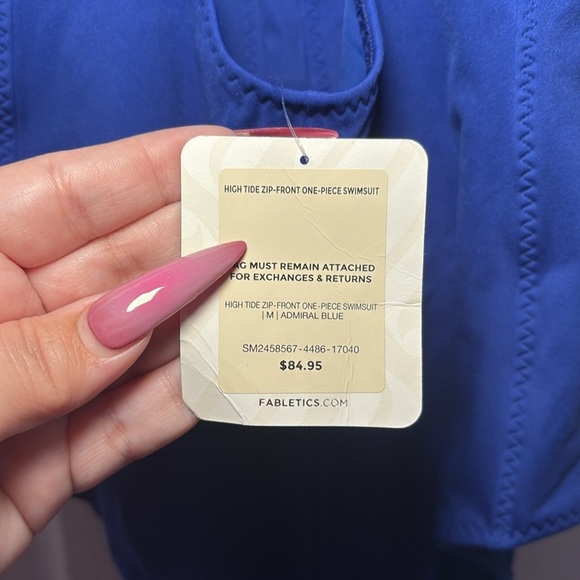 HIGH TIDE ZIP-FRONT ONE-PIECE SWIMSUIT
MUST REMAIN ATTACHED
FOR EXCHANGES & RETURNS
HIGH TIDE ZIP-FRONT ONE-PIECE SWIMSUIT
| M | ADMIRAL BLUE
SM2458567-4486-17040
$84.95
FABLETICS.COM